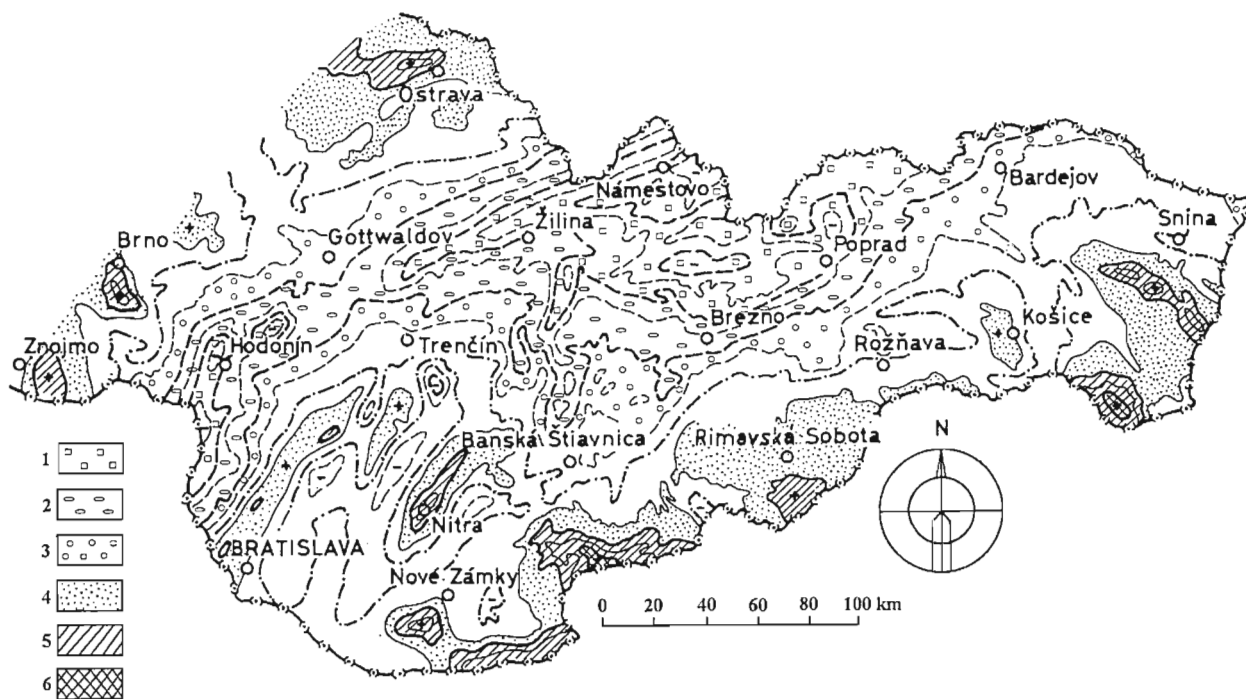 Ostrava
Námestovo
Bardejov
Snina
Brno
Gottwaldov
Žilina
Poprad
Znojmo
Hodonín
Trenčín
Brezno
Rožňava
Košice
Banská Štiavnica
Rimavská Sobota
N
Nitra
BRATISLAVA
Nové Zámky
0 20 40 60 80 100 km
1
2
3
4
5
6
+
+
+
+
+
+
+
+
+
+
+
-
-
-
-
-